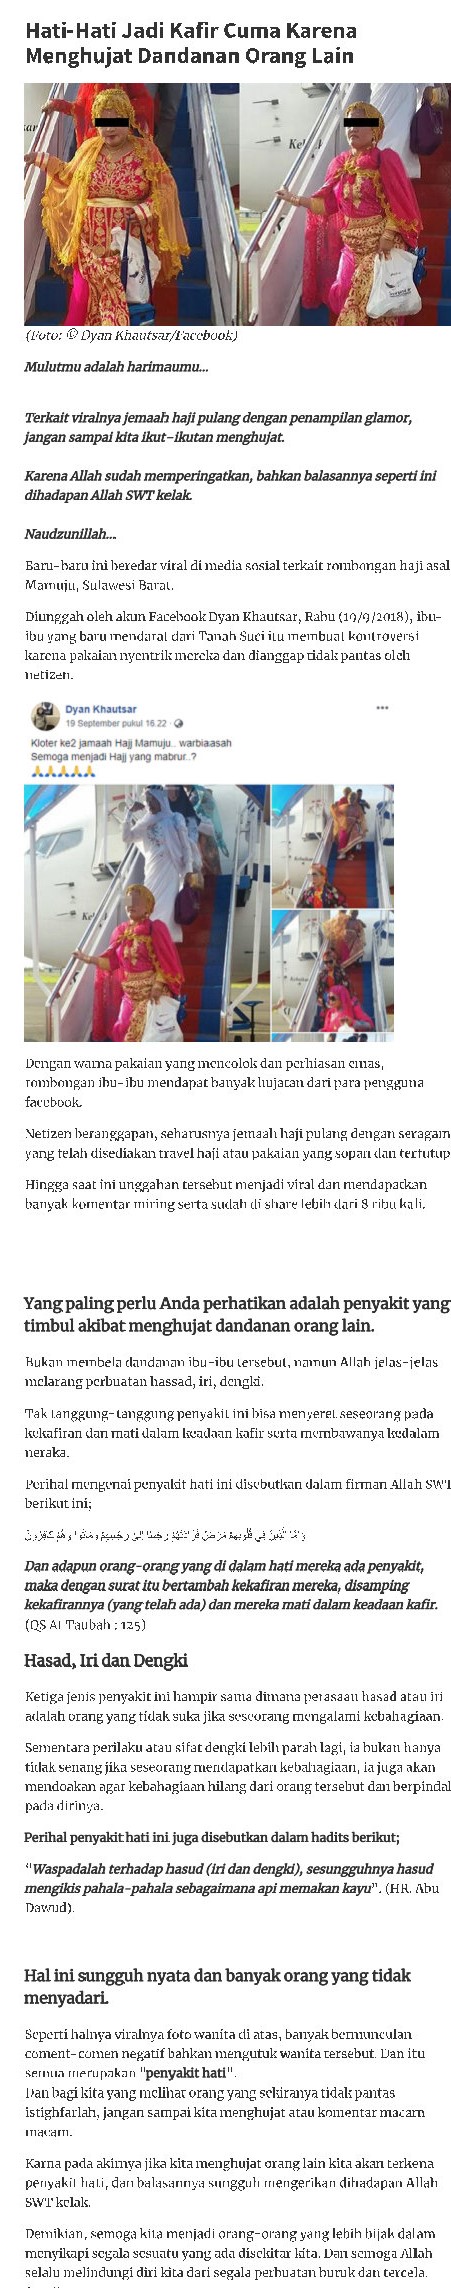 Hati-Hati Jadi Kafir Cuma Karena
Menghujat Dandanan Orang Lain
(Foto: © Dyan Khautsar/Facebook)
Mulutmu adalah harimaumu...
Terkait viralnya jemaah haji pulang dengan penampilan glamor,
jangan sampai kita ikut-ikutan menghujat.
Karena Allah sudah memperingatkan, bahkan balasannya seperti ini
dihadapan Allah SWT kelak.
Naudzunillah...
Baru-baru ini beredar viral di media sosial terkait rombongan haji asal
Mamuju, Sulawesi Barat.
Diunggah oleh akun Facebook Dyan Khautsar, Rabu (19/9/2018), ibu-
ibu yang baru mendarat dari Tanah Suci itu membuat kontroversi
karena pakaian nyentrik mereka dan dianggap tidak pantas oleh
netizen.
Dyan Khautsar
19 September pukul 16.22
Kloter ke2 jamaah Hajj Mamuju.. warbiaasah
Semoga menjadi Hajj yang mabrur..?
🙏🙏🙏🙏🙏
Dengan warna pakaian yang mencolok dan perhiasan emas,
rombongan ibu-ibu mendapat banyak hujatan dari para pengguna
facebook.
Netizen beranggapan, seharusnya jemaah haji pulang dengan seragam
yang telah disediakan travel haji atau pakaian yang sopan dan tertutup
Hingga saat ini unggahan tersebut menjadi viral dan mendapatkan
banyak komentar miring serta sudah di share lebih dari 8 ribu kali.
Yang paling perlu Anda perhatikan adalah penyakit yang
timbul akibat menghujat dandanan orang lain.
Bukan membela dandanan ibu-ibu tersebut, namun Allah jelas-jelas
melarang perbuatan hassad, iri, dengki.
Tak tanggung-tanggung penyakit ini bisa menyeret seseorang pada
kekafiran dan mati dalam keadaan kafir serta membawanya kedalam
neraka.
Perihal mengenai penyakit hati ini disebutkan dalam firman Allah SWT
berikut ini;
وَأَمَّا الَّذِينَ فِي قُلُوبِهِمْ مَرَضٌ فَزَادَتْهُمْ رِجْسًا إِلَىٰ رِجْسِهِمْ وَمَاتُوا وَهُمْ كَافِرُونَ
Dan adapun orang-orang yang di dalam hati mereka ada penyakit,
maka dengan surat itu bertambah kekafiran mereka, disamping
kekafirannya (yang telah ada) dan mereka mati dalam keadaan kafir.
(QS At Taubah : 125)
Hasad, Iri dan Dengki
Ketiga jenis penyakit ini hampir sama dimana perasaan hasad atau iri
adalah orang yang tidak suka jika seseorang mengalami kebahagiaan.
Sementara perilaku atau sifat dengki lebih parah lagi, ia bukan hanya
tidak senang jika seseorang mendapatkan kebahagiaan, ia juga akan
mendoakan agar kebahagiaan hilang dari orang tersebut dan berpindal
pada dirinya.
Perihal penyakit hati ini juga disebutkan dalam hadits berikut;
"Waspadalah terhadap hasud (iri dan dengki), sesungguhnya hasud
mengikis pahala-pahala sebagaimana api memakan kayu". (HR. Abu
Dawud).
Hal ini sungguh nyata dan banyak orang yang tidak
menyadari.
Seperti halnya viralnya foto wanita di atas, banyak bermunculan
coment-comen negatif bahkan mengutuk wanita tersebut. Dan itu
semua merupakan "penyakit hati".
Dan bagi kita yang melihat orang yang sekiranya tidak pantas
istighfarlah, jangan sampai kita menghujat atau komentar macam
macam.
Karna pada akirnya jika kita menghujat orang lain kita akan terkena
penyakit hati, dan balasannya sungguh mengerikan dihadapan Allah
SWT kelak.
Demikian, semoga kita menjadi orang-orang yang lebih bijak dalam
menyikapi segala sesuatu yang ada disekitar kita. Dan semoga Allah
selalu melindungi diri kita dari segala perbuatan buruk dan tercela.